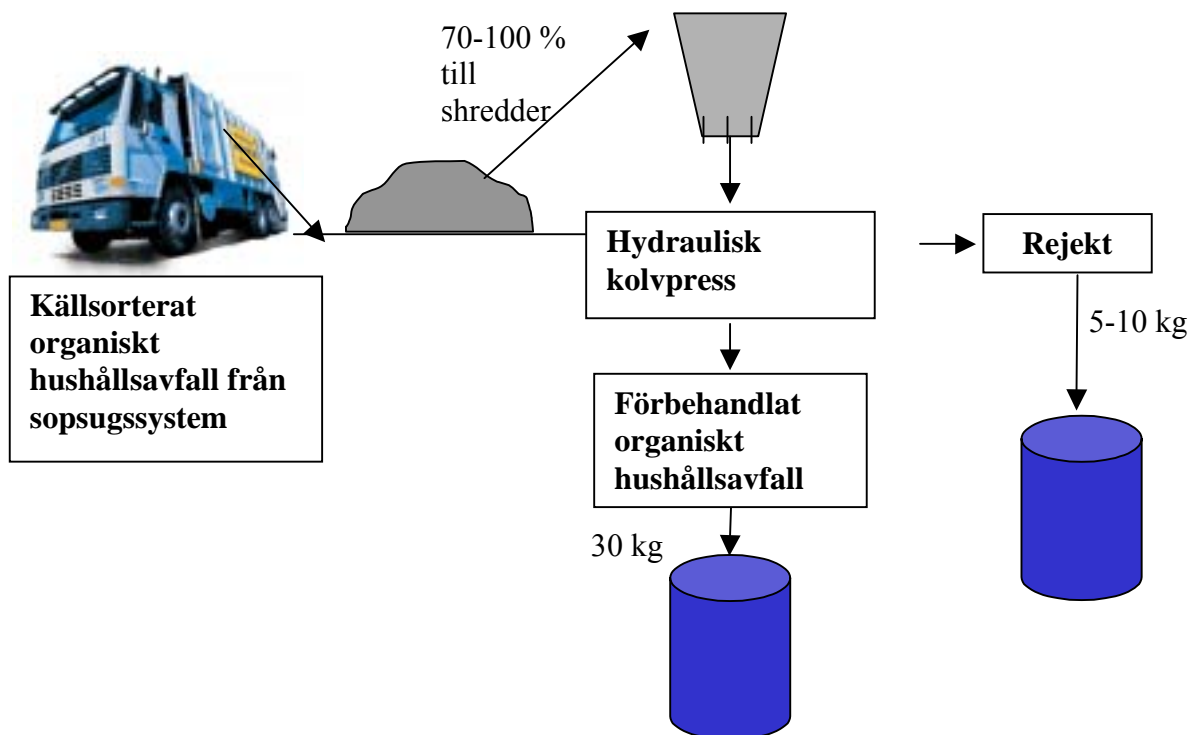 70-100 %
till
shredder
Källsorterat
organiskt
hushållsavfall från
sopsugssystem
Hydraulisk
kolvpress
Rejekt
5-10 kg
Förbehandlat
organiskt
hushållsavfall
30 kg